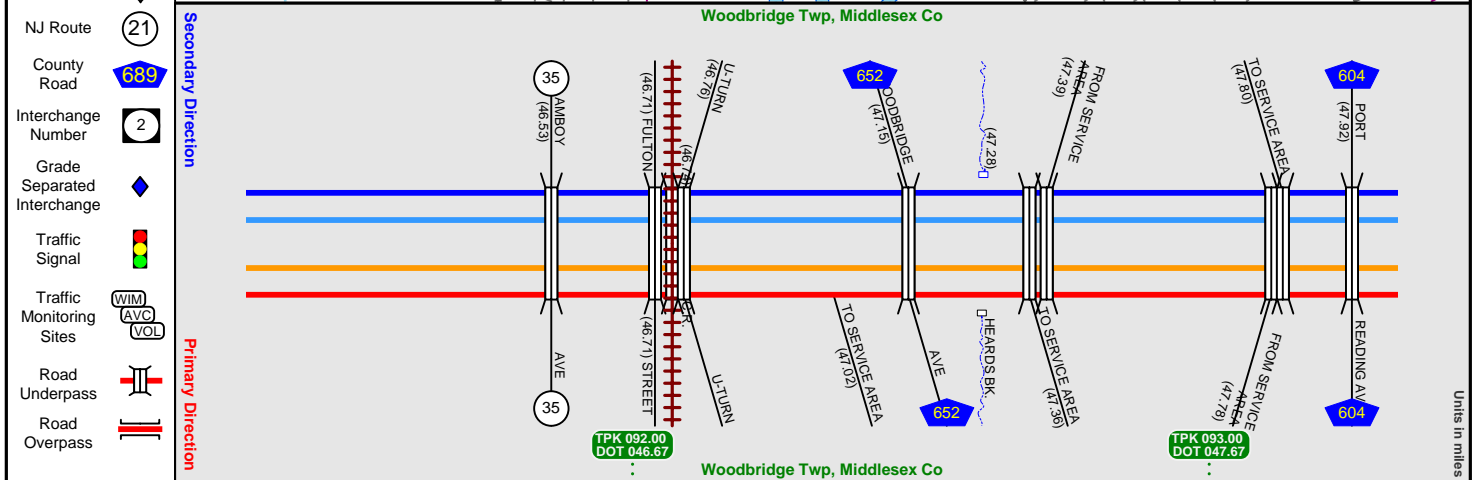 NJ Route
21
County
Road
689
Interchange
Number
2
Grade
Separated
Interchange
Traffic
Signal
Traffic
Monitoring
Sites
WIM
AVC
VOL
Road
Underpass
Road
Overpass
Secondary Direction
Primary Direction
Woodbridge Twp, Middlesex Co
35
AMBOY
(46.53)
AVE
35
(46.71) FULTON
(46.71) STREET
U-TURN
(46.76)
U-TURN
652
OODBRIDGE
(47.15)
AVE
652
TO SERVICE AREA
(47.02)
(47.28)
HEARDS BK.
FROM SERVICE
AREA
(47.39)
TO SERVICE AREA
(47.36)
TO SERVICE AREA
(47.80)
FROM SERVICE
AREA
(47.78)
604
PORT
(47.92)
READING AV
604
TPK 092.00
DOT 046.67
TPK 093.00
DOT 047.67
Woodbridge Twp, Middlesex Co
Units in miles